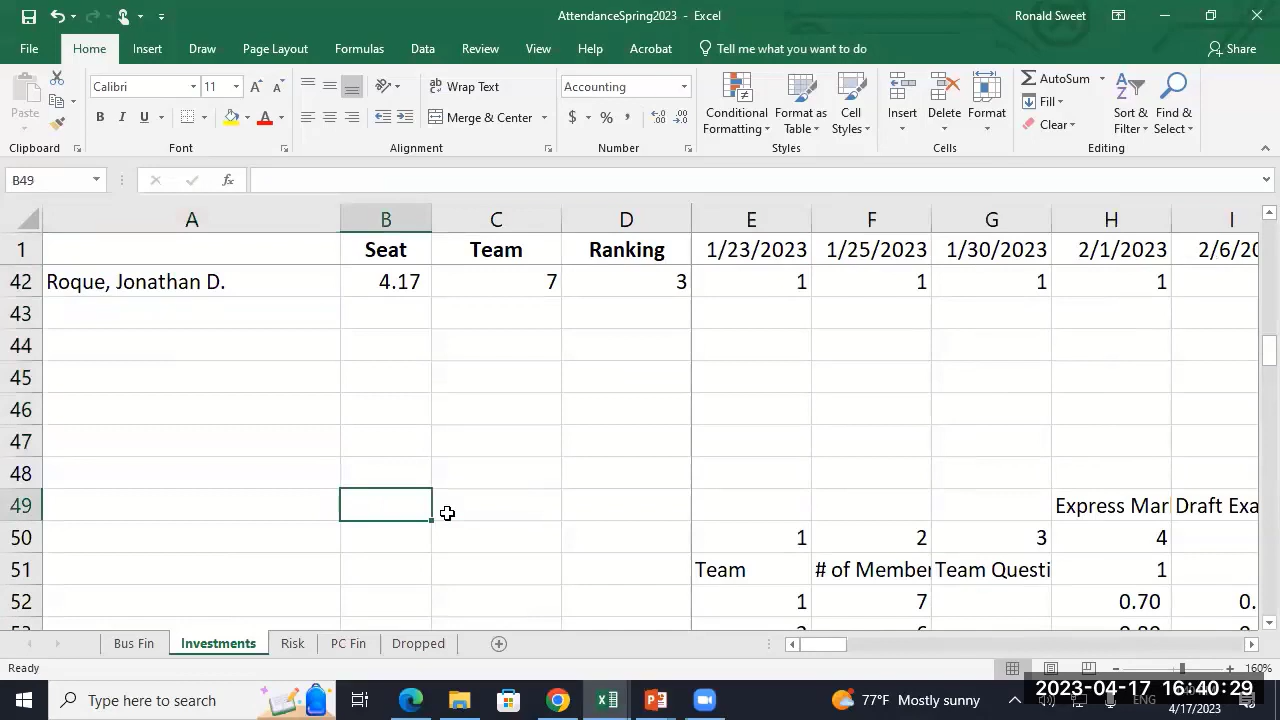 AttendanceSpring2023 - Excel
Ronald Sweet
File Home Insert Draw Page Layout Formulas Data Review View Help Acrobat Tell me what you want to do Share
Paste
Calibri 11
Wrap Text
Accounting
Merge & Center
Conditional Formatting
Format as Table
Cell Styles
Insert Delete Format
AutoSum
Fill
Clear
Sort & Filter
Find & Select
Clipboard Font Alignment Number Styles Cells Editing
B49
A B C D E F G H I
1 Seat Team Ranking 1/23/2023 1/25/2023 1/30/2023 2/1/2023 2/6/20
42 Roque, Jonathan D. 4.17 7 3 1 1 1 1
43
44
45
46
47
48
49 Express Mar Draft Exa
50 1 2 3 4
51 Team # of Member Team Questi 1
52 1 7 0.70 0.
Bus Fin Investments Risk PC Fin Dropped
Ready 160%
Type here to search
77°F Mostly sunny
ENG
2023-04-17 16:40:29
4/17/2023